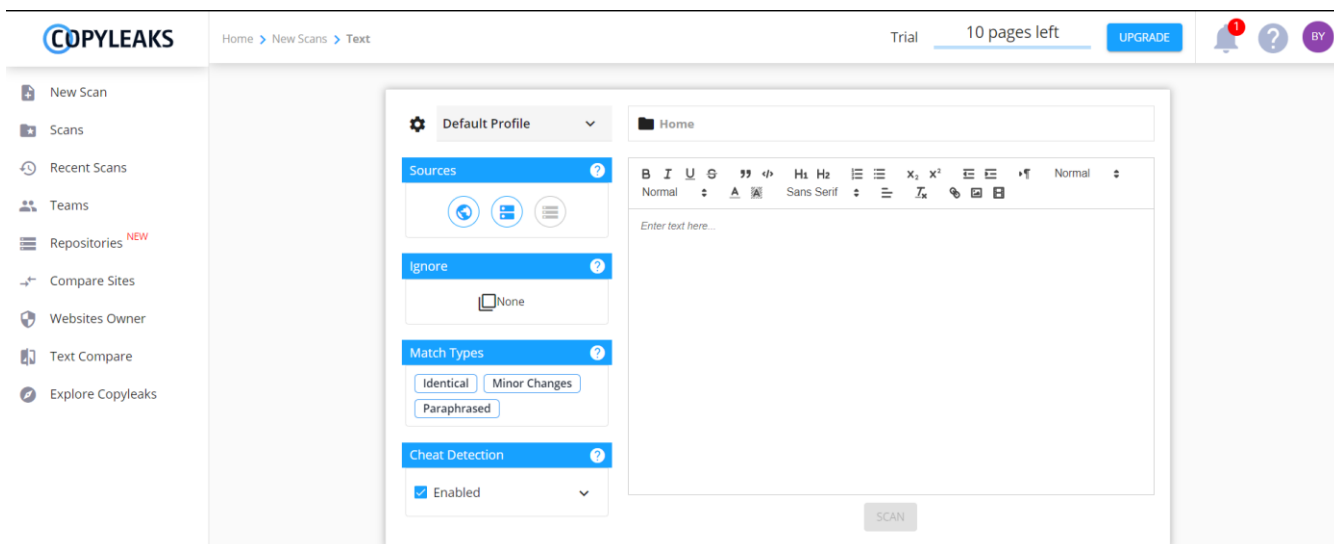 COPYLEAKS
Home > New Scans > Text
Trial
10 pages left
UPGRADE
1
?
BY
New Scan
Scans
Recent Scans
Teams
Repositories NEW
Compare Sites
Websites Owner
Text Compare
Explore Copyleaks
Default Profile
Home
Sources ?
Ignore ?
None
Match Types ?
Identical Minor Changes
Paraphrased
Cheat Detection ?
Enabled
B I U S ” </> H1 H2 x₂ x² ¶ Normal
Normal A A Sans Serif Tx
Enter text here...
SCAN